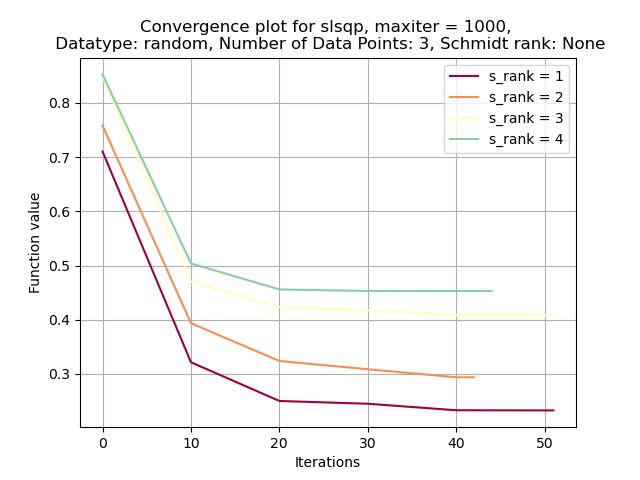 Convergence plot for slsqp, maxiter = 1000,
Datatype: random, Number of Data Points: 3, Schmidt rank: None
s_rank = 1
s_rank = 2
s_rank = 3
s_rank = 4
Function value
0.8
0.7
0.6
0.5
0.4
0.3
0 10 20 30 40 50
Iterations